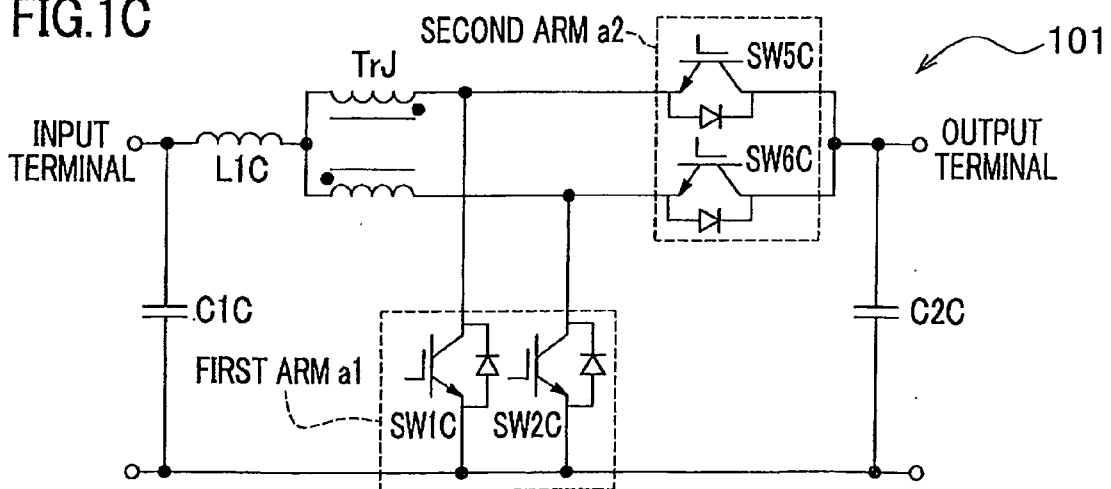 FIG.1C
SECOND ARM a2
101
TrJ
SW5C
INPUT
TERMINAL
L1C
SW6C
OUTPUT
TERMINAL
C1C
C2C
FIRST ARM a1
SW1C
SW2C